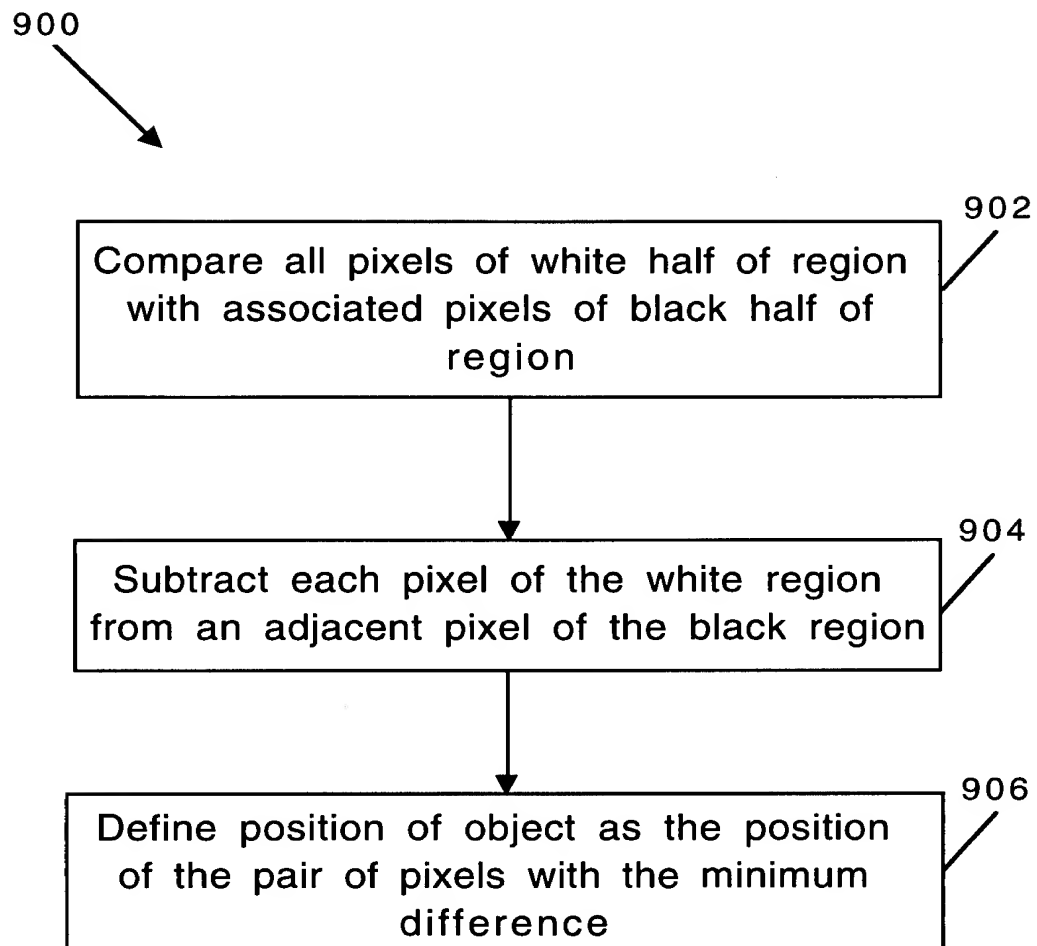 900
902
Compare all pixels of white half of region
with associated pixels of black half of
region
904
Subtract each pixel of the white region
from an adjacent pixel of the black region
906
Define position of object as the position
of the pair of pixels with the minimum
difference